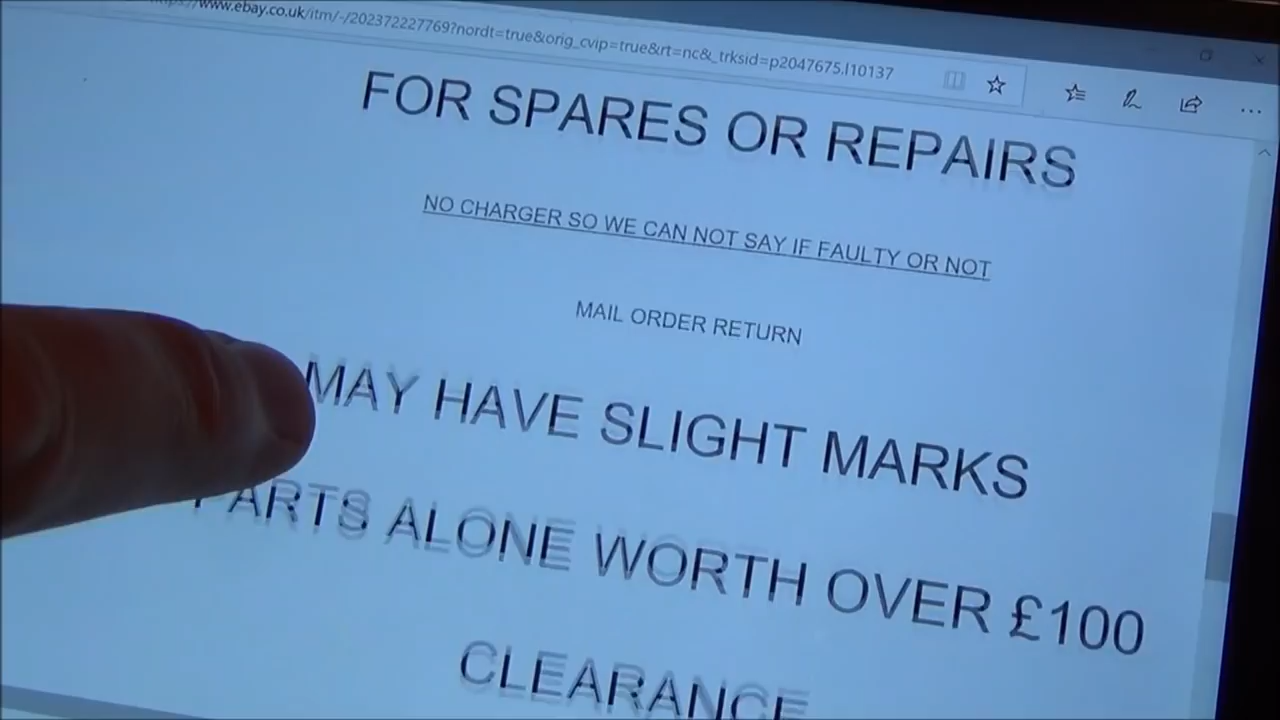 https://www.ebay.co.uk/itm/-/202372227769?nordt=true&orig_cvip=true&rt=nc&_trksid=p2047675.l10137
FOR SPARES OR REPAIRS
NO CHARGER SO WE CAN NOT SAY IF FAULTY OR NOT
MAIL ORDER RETURN
MAY HAVE SLIGHT MARKS
PARTS ALONE WORTH OVER £100
CLEARANCE